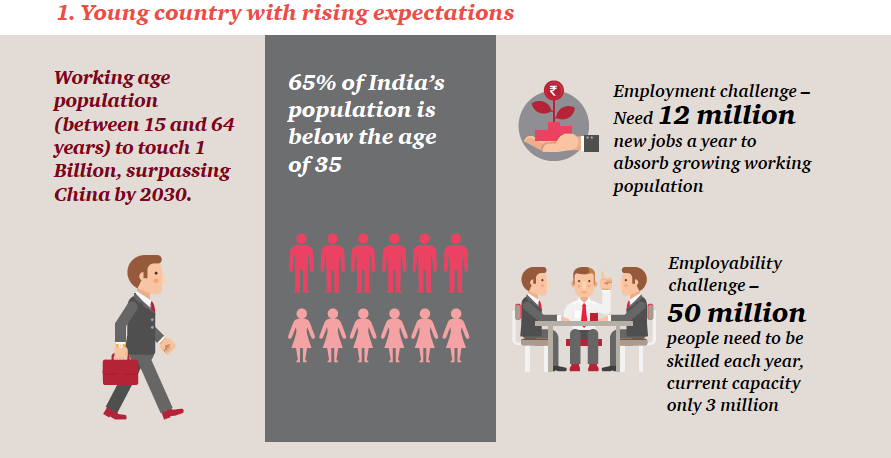 1. Young country with rising expectations
Working age
population
(between 15 and 64
years) to touch 1
Billion, surpassing
China by 2030.
65% of India’s
population is
below the age
of 35
₹
Employment challenge –
Need 12 million
new jobs a year to
absorb growing working
population
Employability
challenge –
50 million
people need to be
skilled each year,
current capacity
only 3 million